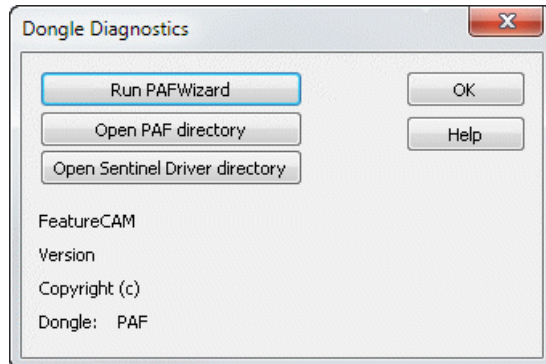 Dongle Diagnostics
Run PAFWizard
OK
Open PAF directory
Help
Open Sentinel Driver directory
FeatureCAM
Version
Copyright (c)
Dongle: PAF